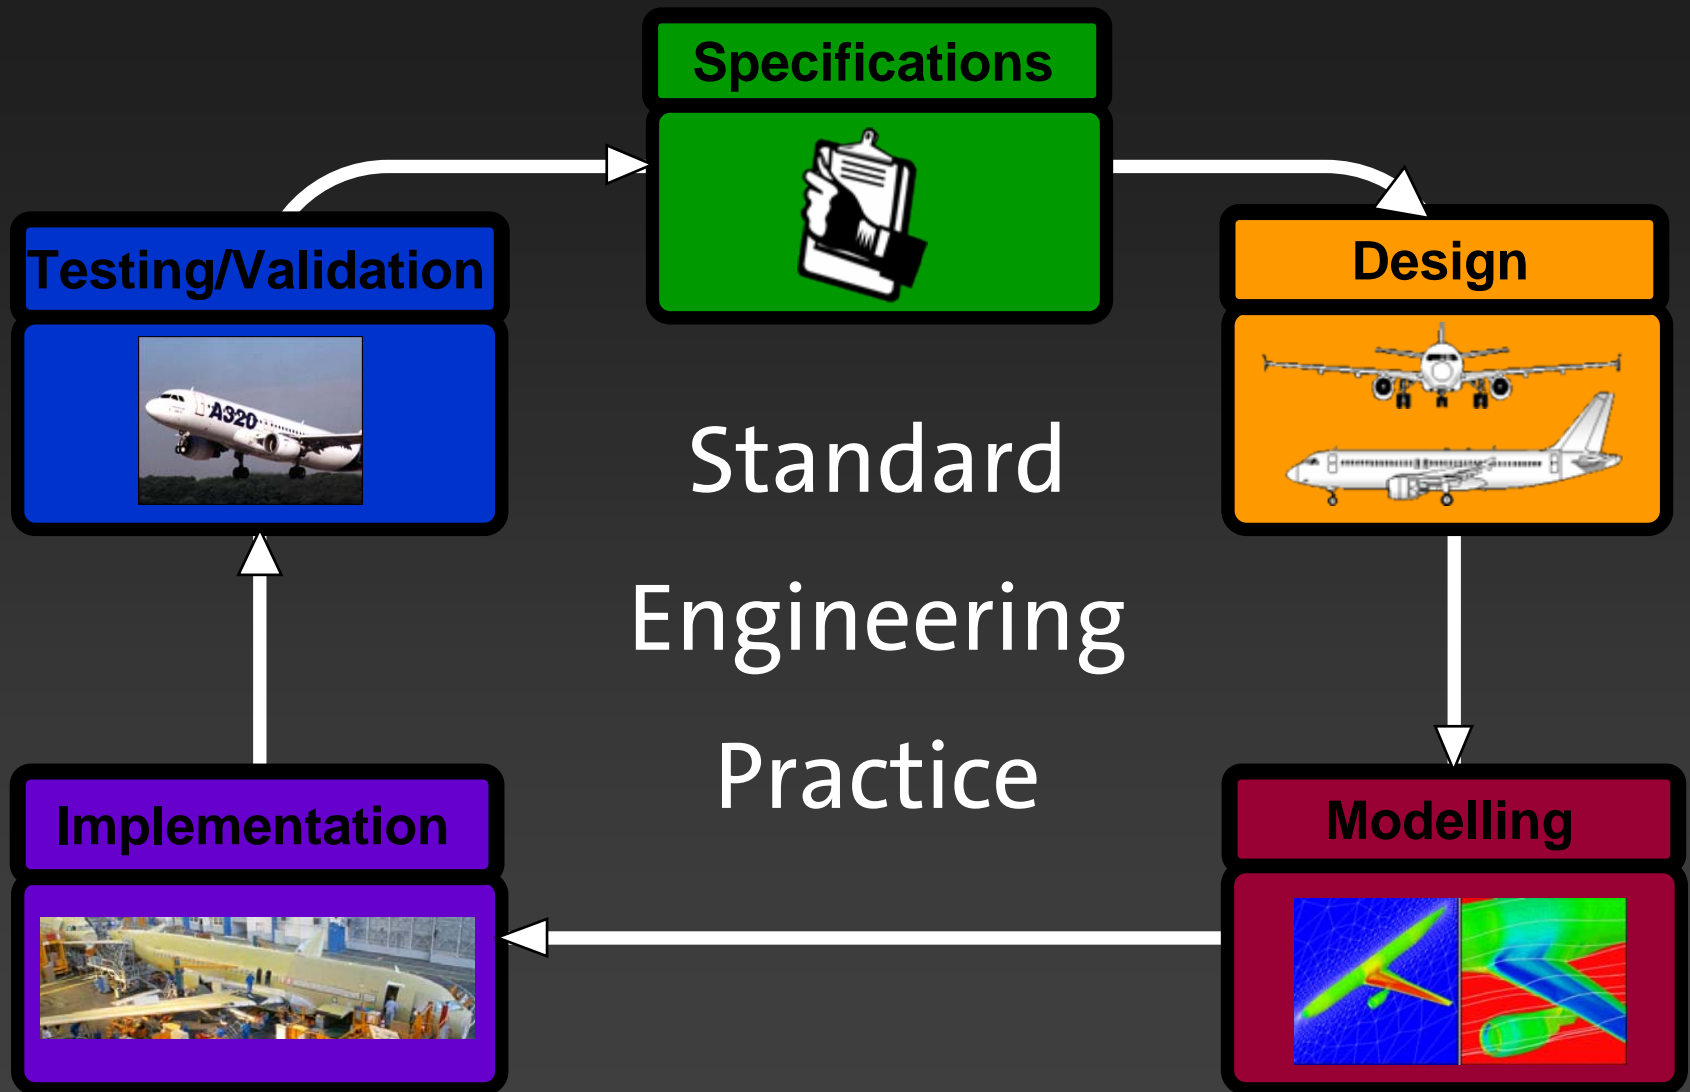 Specifications
Testing/Validation
A320
Design
Standard
Engineering
Practice
Implementation
Modelling